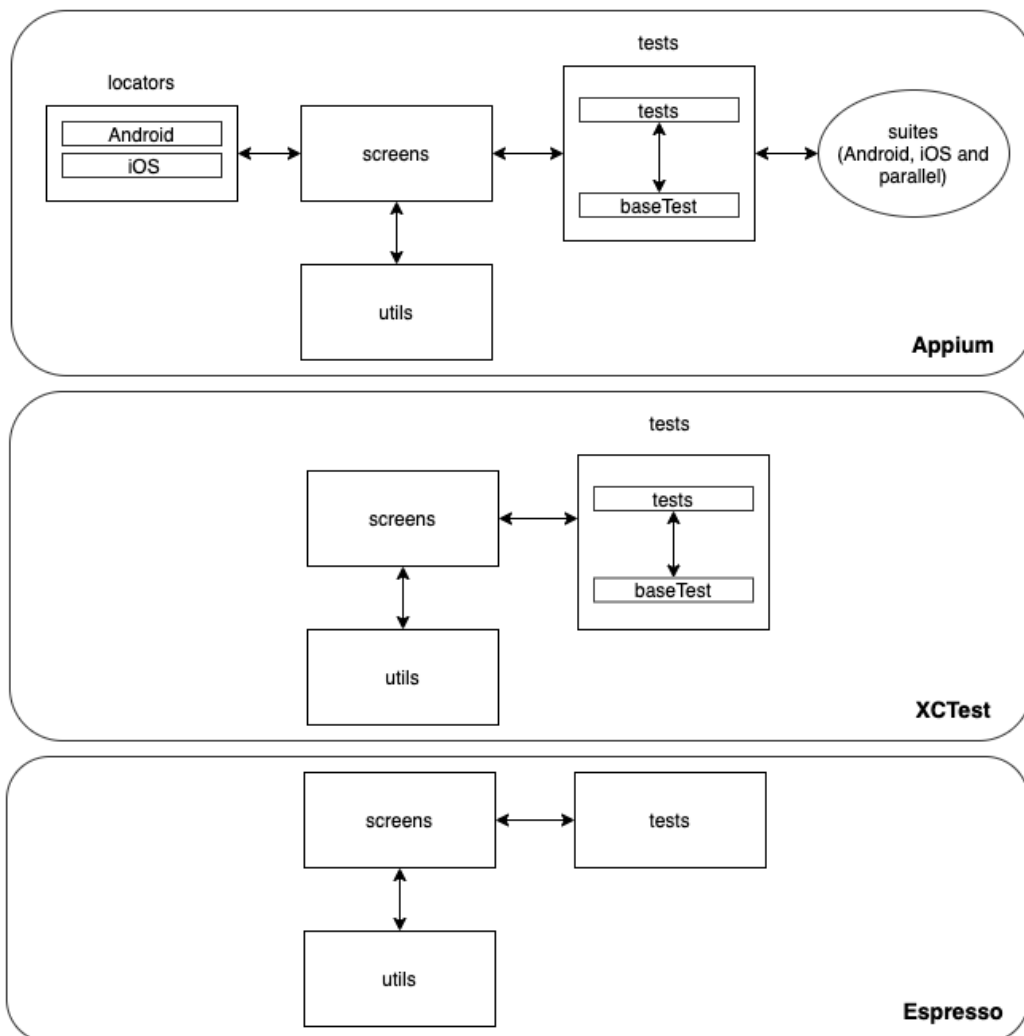 tests
locators
Android
iOS
screens
tests
baseTest
suites
(Android, iOS and
parallel)
utils
Appium
tests
screens
tests
baseTest
utils
XCTest
screens
tests
utils
Espresso